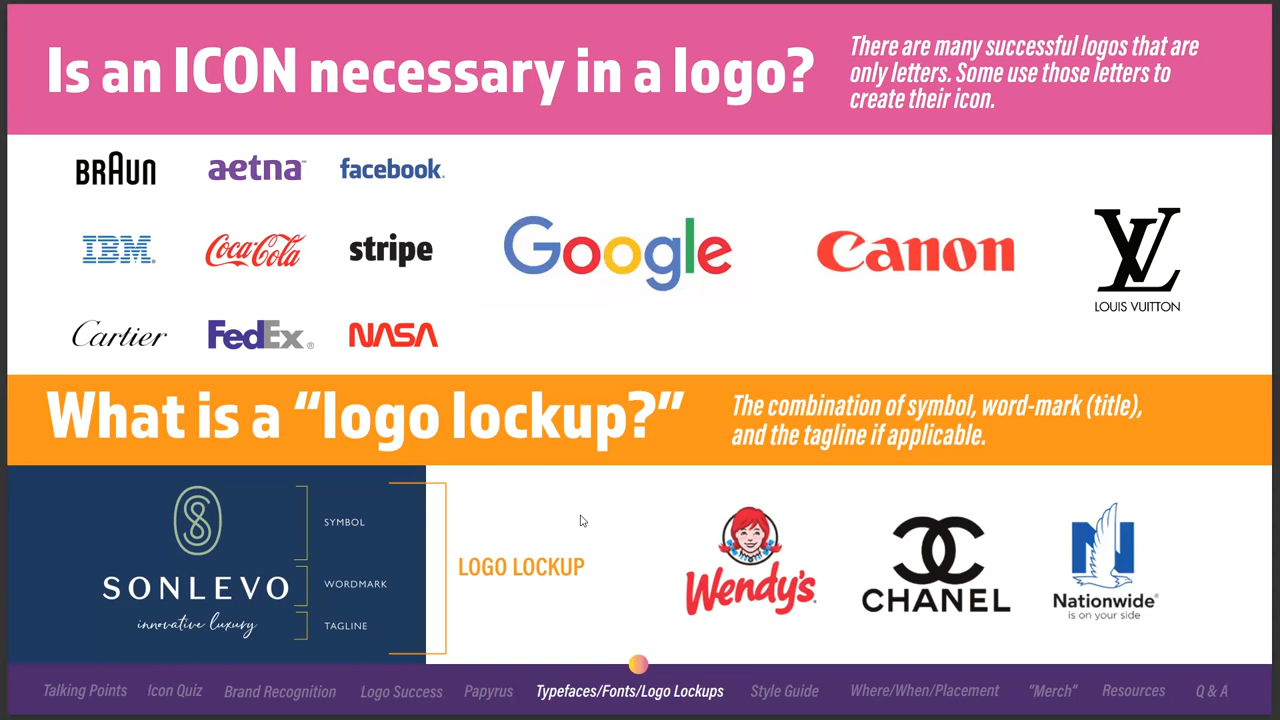 Is an ICON necessary in a logo?
There are many successful logos that are
only letters. Some use those letters to
create their icon.
BRAUN
aetna™
facebook®
IBM®
Coca-Cola
stripe
Cartier
FedEx®
NASA
Google
Canon
LV
LOUIS VUITTON
What is a “logo lockup?”
The combination of symbol, word-mark (title),
and the tagline if applicable.
SYMBOL
SONLEVO
WORDMARK
innovative luxury
TAGLINE
LOGO LOCKUP
Wendy's®
CHANEL
N
Nationwide®
is on your side
Talking Points
Icon Quiz
Brand Recognition
Logo Success
Papyrus
Typefaces/Fonts/Logo Lockups
Style Guide
Where/When/Placement
“Merch”
Resources
Q & A